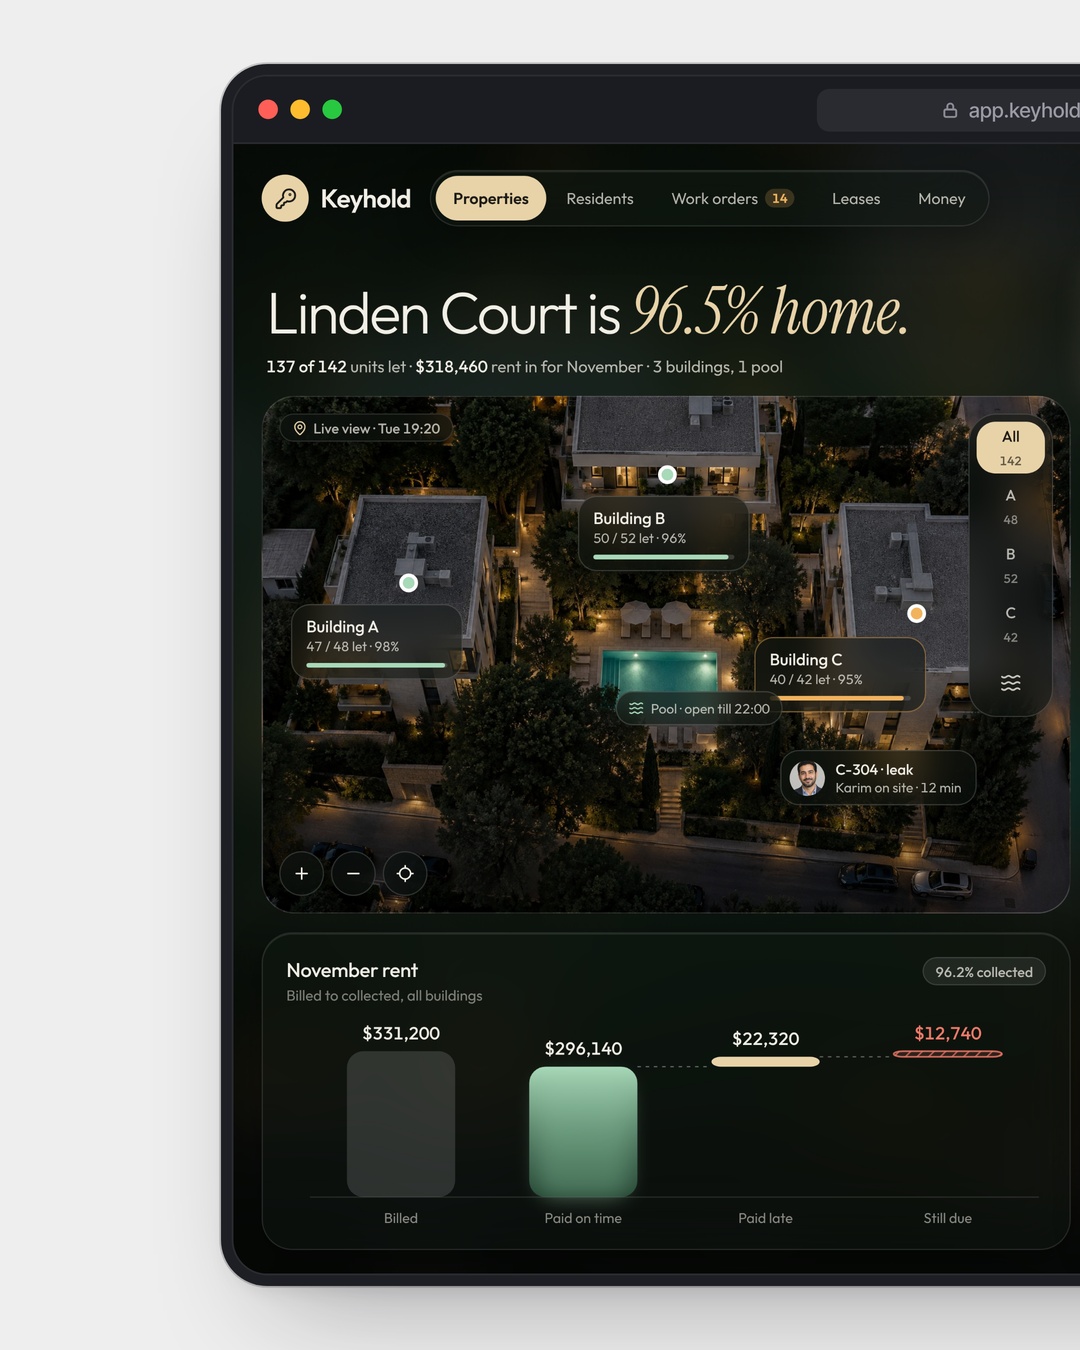 app.keyhold
Keyhold
Properties
Residents
Work orders 14
Leases
Money
Linden Court is 96.5% home.
137 of 142 units let · $318,460 rent in for November · 3 buildings, 1 pool
Live view · Tue 19:20
All
142
A
48
B
52
C
42
Building B
50 / 52 let · 96%
Building A
47 / 48 let · 98%
Building C
40 / 42 let · 95%
Pool · open till 22:00
C-304 · leak
Karim on site · 12 min
November rent
Billed to collected, all buildings
96.2% collected
$331,200
$296,140
$22,320
$12,740
Billed
Paid on time
Paid late
Still due